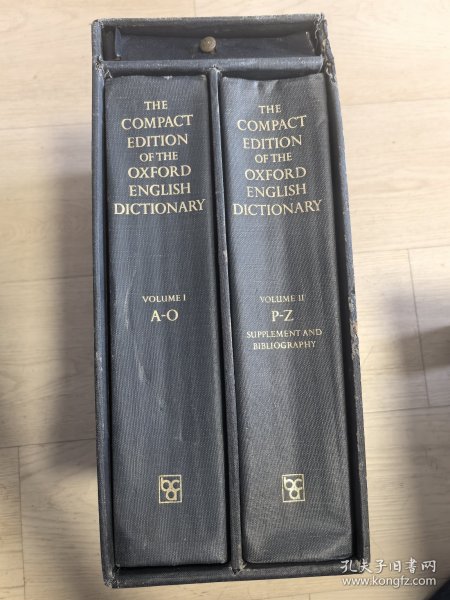 THE
COMPACT
EDITION
OF THE
OXFORD
ENGLISH
DICTIONARY
VOLUME I
A-O
THE
COMPACT
EDITION
OF THE
OXFORD
ENGLISH
DICTIONARY
VOLUME II
P-Z
SUPPLEMENT AND
BIBLIOGRAPHY
孔夫子旧书网
www.kongfz.com